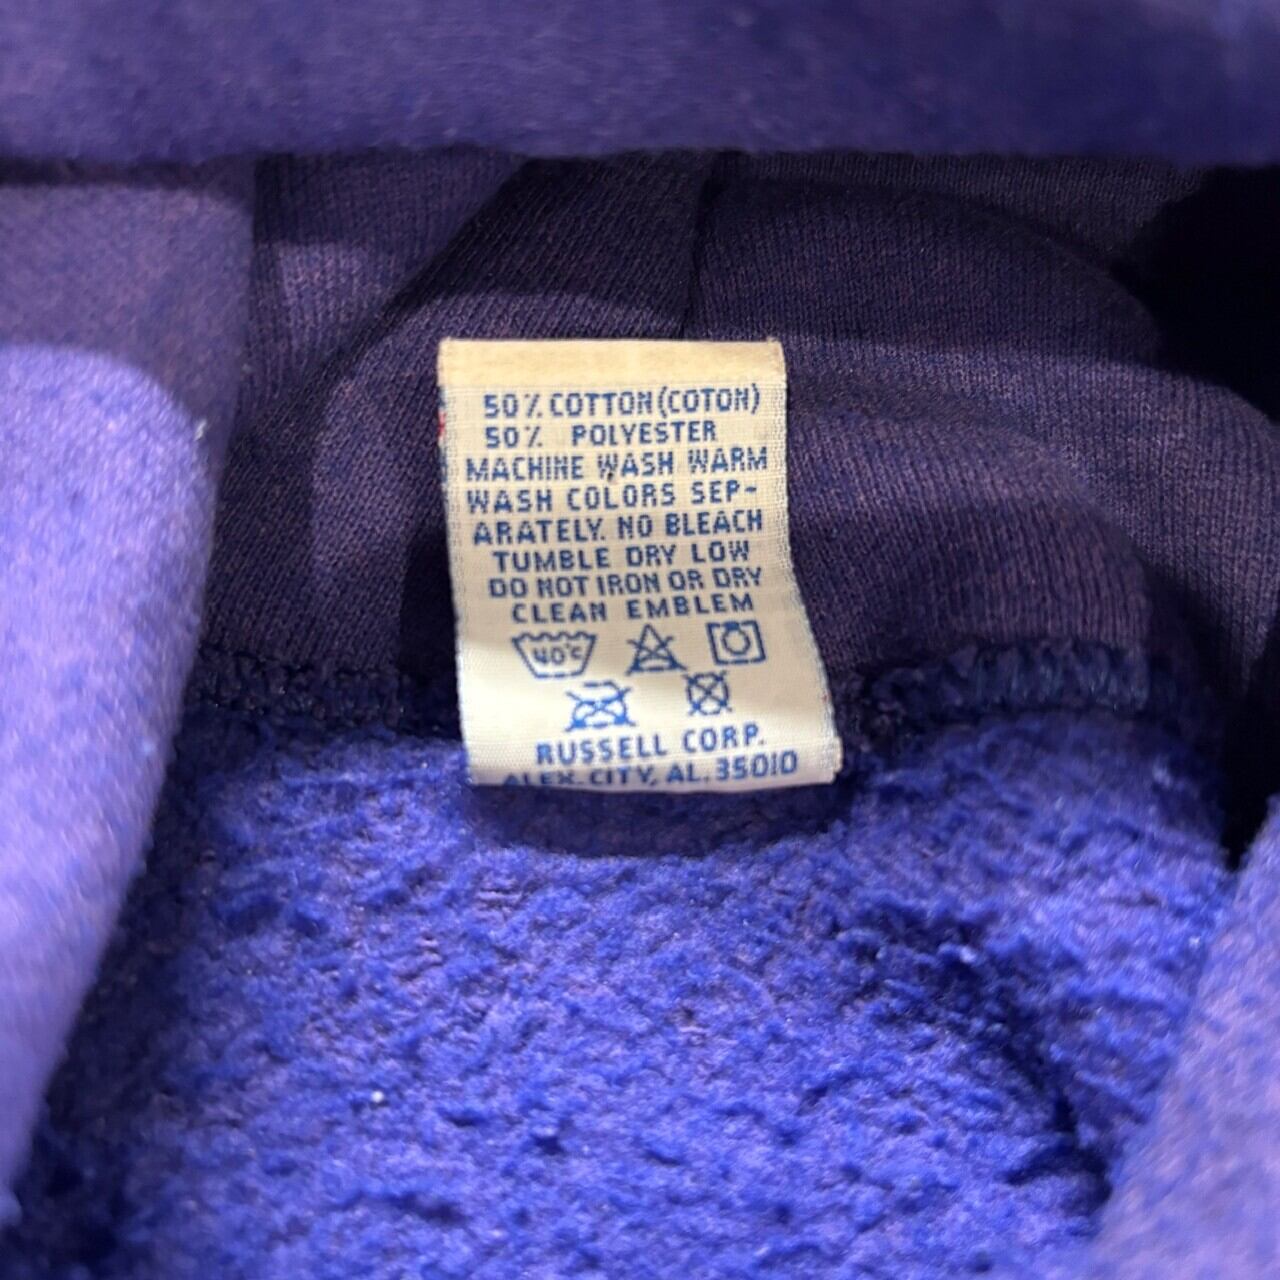 50% COTTON (COTON)
50% POLYESTER
MACHINE WASH WARM
WASH COLORS SEP-
ARATELY. NO BLEACH
TUMBLE DRY LOW
DO NOT IRON OR DRY
CLEAN EMBLEM
40°C
RUSSELL CORP.
ALEX. CITY, AL. 35010